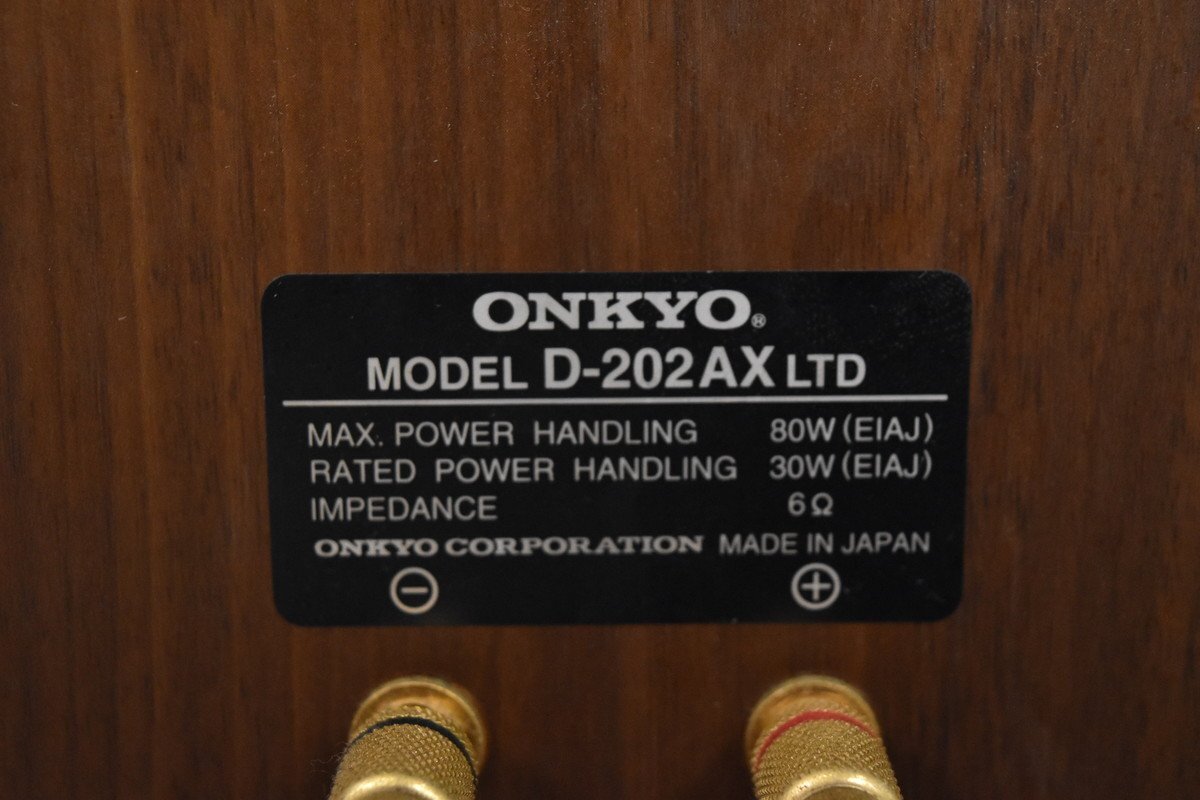 ONKYO®
MODEL D-202AX LTD
MAX. POWER HANDLING 80W (EIAJ)
RATED POWER HANDLING 30W (EIAJ)
IMPEDANCE 6Ω
ONKYO CORPORATION MADE IN JAPAN
⊖ ⊕